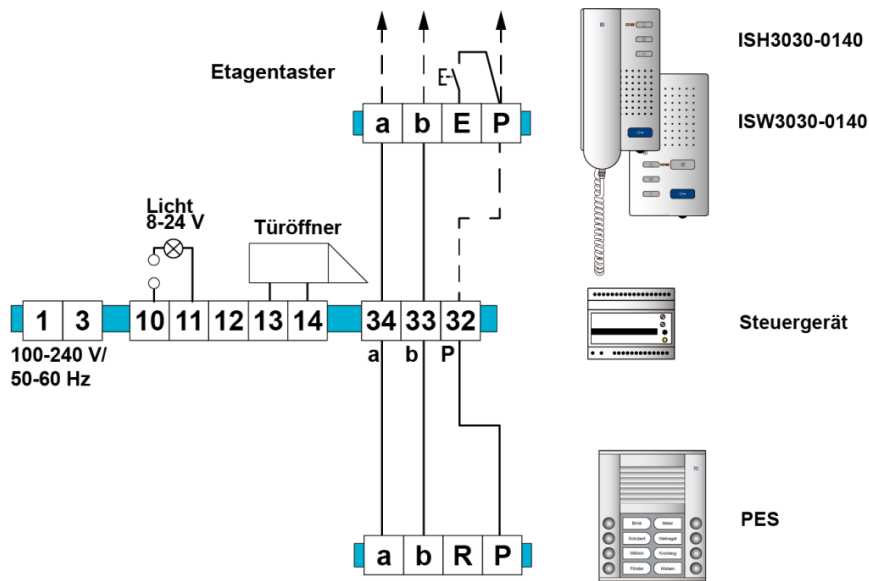 ISH3030-0140
Etagentaster
a b E P
ISW3030-0140
Licht
8-24 V
Türöffner
1 3 10 11 12 13 14 34 33 32
Steuergerät
100-240 V/
50-60 Hz
a b P
PES
a b R P